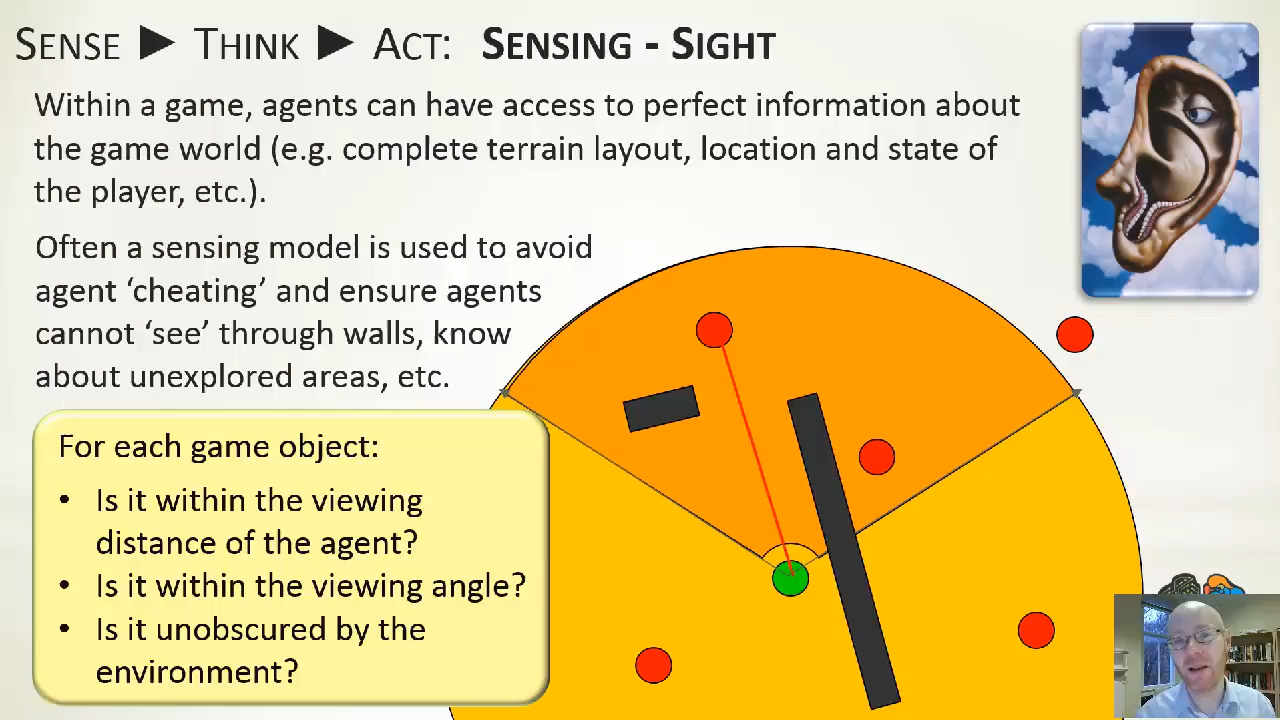 SENSE ► THINK ► ACT: SENSING - SIGHT
Within a game, agents can have access to perfect information about
the game world (e.g. complete terrain layout, location and state of
the player, etc.).
Often a sensing model is used to avoid
agent ‘cheating’ and ensure agents
cannot ‘see’ through walls, know
about unexplored areas, etc.
For each game object:
• Is it within the viewing
distance of the agent?
• Is it within the viewing angle?
• Is it unobscured by the
environment?